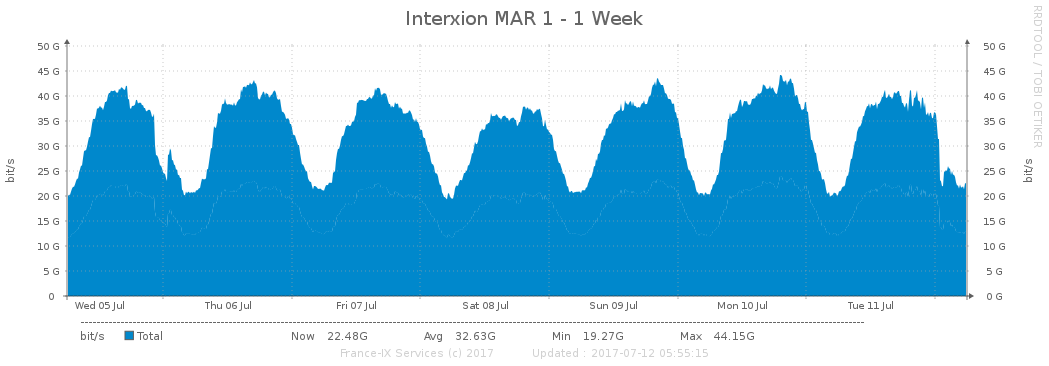 Interxion MAR 1 - 1 Week
RRDTOOL / TOBI OETIKER
bit/s
50 G
45 G
40 G
35 G
30 G
25 G
20 G
15 G
10 G
5 G
0
50 G
45 G
40 G
35 G
30 G
25 G
20 G
15 G
10 G
5 G
0 G
bit/s
Wed 05 Jul Thu 06 Jul Fri 07 Jul Sat 08 Jul Sun 09 Jul Mon 10 Jul Tue 11 Jul
bit/s Total Now 22.48G Avg 32.63G Min 19.27G Max 44.15G
France-IX Services (c) 2017 Updated : 2017-07-12 05:55:15